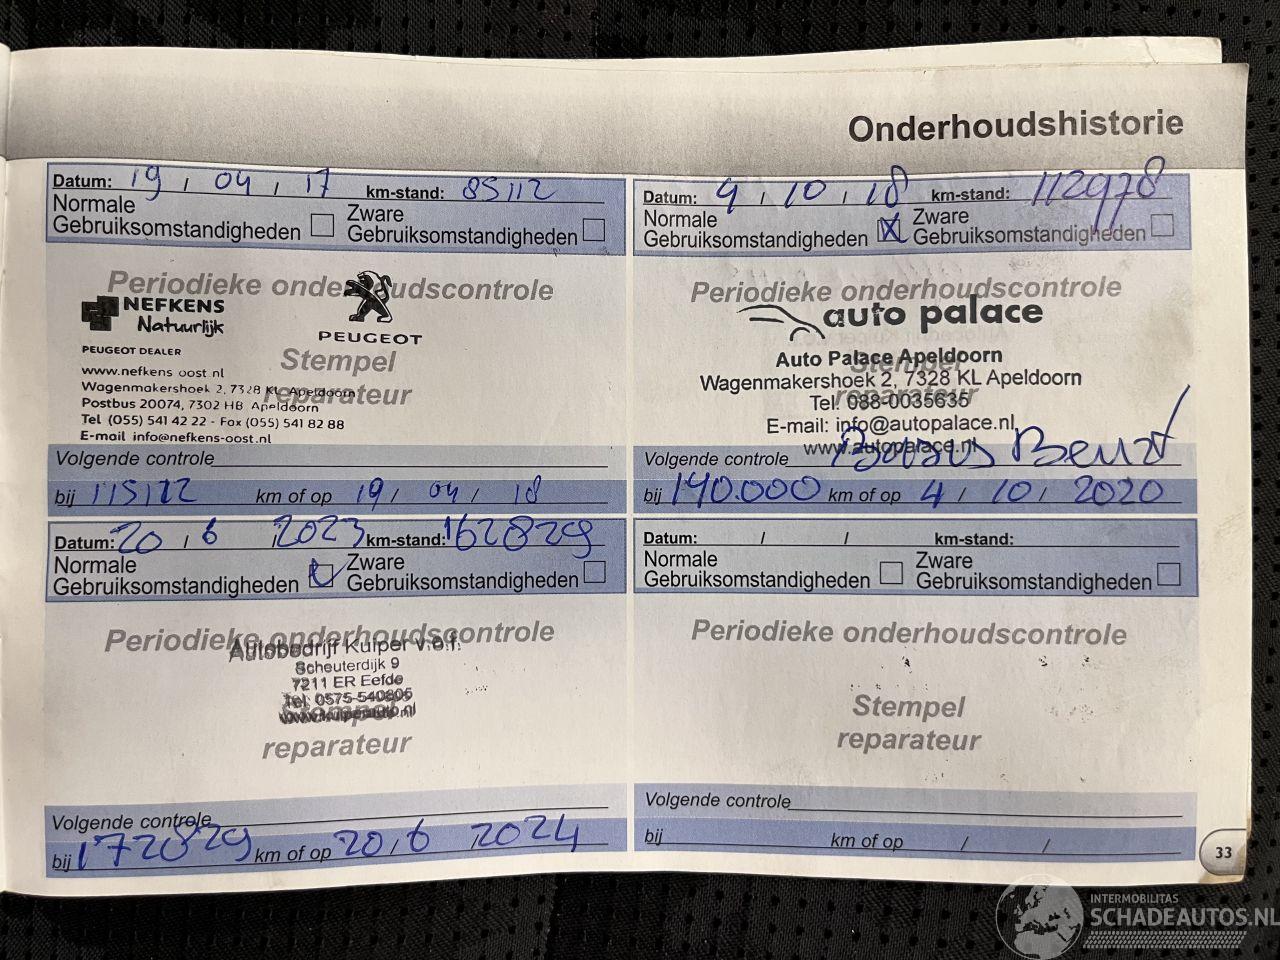 Onderhoudshistorie
Datum: 19 / 04 / 17 km-stand: 85112
Normale Gebruiksomstandigheden Zware Gebruiksomstandigheden
Periodieke onderhoudscontrole
NEFKENS
Natuurlijk
PEUGEOT
PEUGEOT DEALER
Stempel
www.nefkens oost nl
reparateur
Wagenmakershoek 2, 7328 KL Apeldoorn
Postbus 20074, 7302 HB Apeldoorn
Tel (055) 541 42 22 - Fax (055) 541 82 88
E-mail info@nefkens-oost.nl
Volgende controle
bij 115112 km of op 19 / 04 / 18
Datum: 4 / 10 / 18 km-stand: 112978
Normale Gebruiksomstandigheden Zware Gebruiksomstandigheden
Periodieke onderhoudscontrole
auto palace
Auto Palace Apeldoorn
Stempel
Wagenmakershoek 2, 7328 KL Apeldoorn
reparateur
Tel: 088-0035635
E-mail: info@autopalace.nl
www.autopalace.nl
Volgende controle
bij 140.000 km of op 4 / 10 / 2020
Datum: 20 / 6 / 2023 km-stand: 162829
Normale Gebruiksomstandigheden Zware Gebruiksomstandigheden
Periodieke onderhoudscontrole
Autobedrijf Kuiper v.o.f.
Scheuterdijk 9
7211 ER Eefde
Tel: 0575-540805
Stempel
reparateur
Volgende controle
bij 172829 km of op 20 / 6 / 2024
Datum: / / km-stand:
Normale Gebruiksomstandigheden Zware Gebruiksomstandigheden
Periodieke onderhoudscontrole
Stempel
reparateur
Volgende controle
bij km of op / /
33
INTERMOBILITAS
SCHADEAUTOS.NL